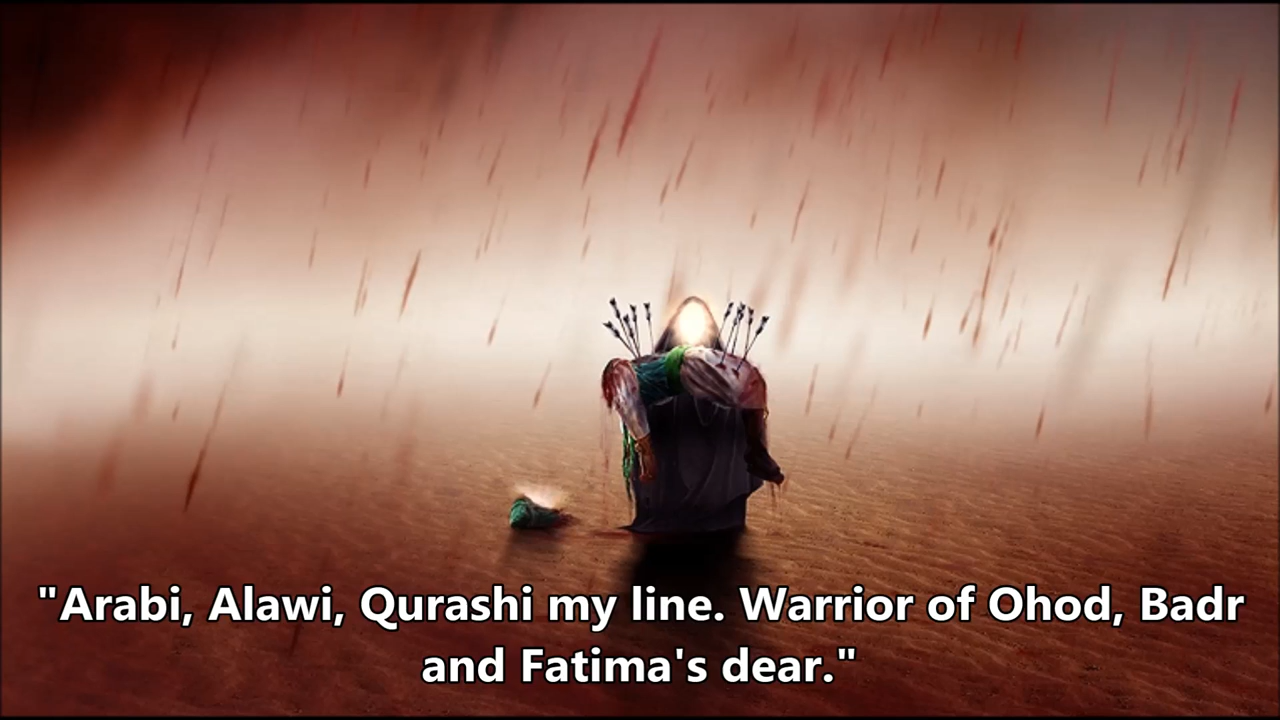 "Arabi, Alawi, Qurashi my line. Warrior of Ohod, Badr
and Fatima's dear."